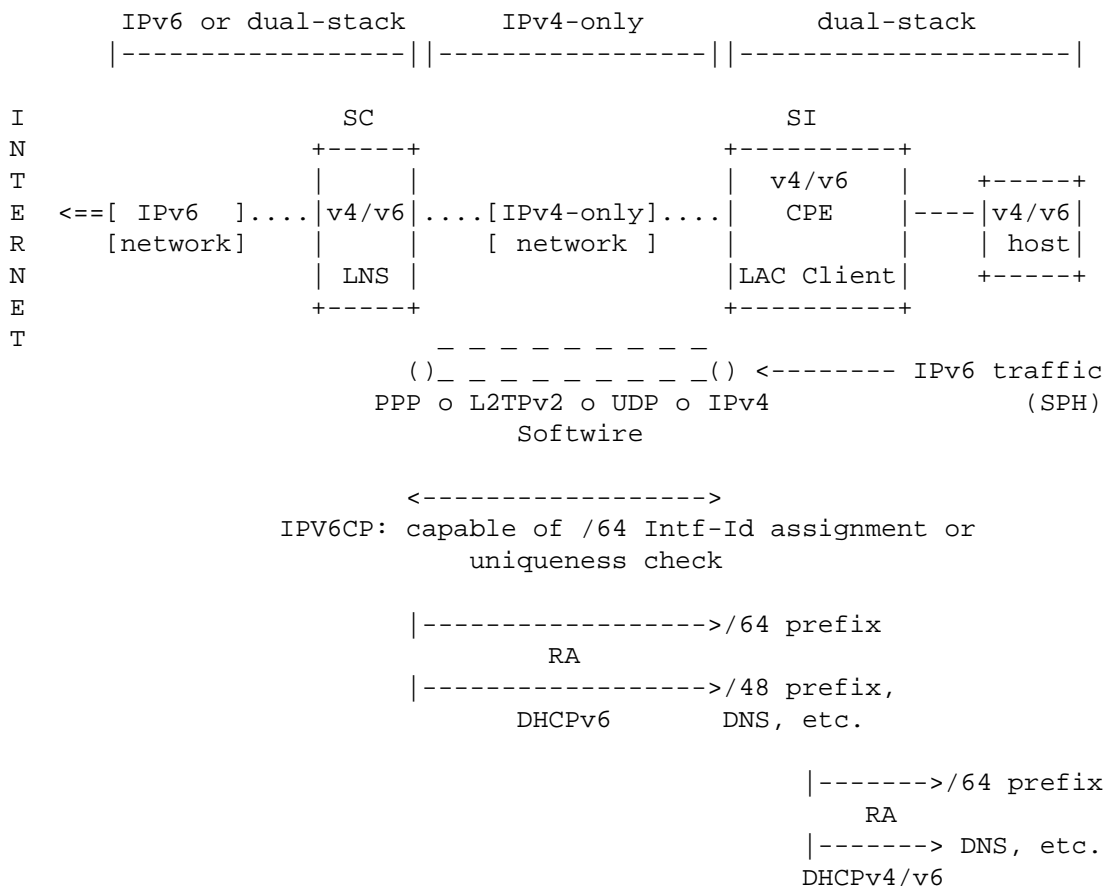 IPv6 or dual-stack      IPv4-only      dual-stack
|------------------||-----------------||---------------------|
I                    SC                          SI
N                  +-----+                   +----------+
T                  |     |                   |  v4/v6   |    +-----+
E  <==[ IPv6  ]....|v4/v6|....[IPv4-only]....|   CPE    |----|v4/v6|
R     [network]    |     |    [ network ]    |          |    | host|
N                  | LNS |                   |LAC Client|    +-----+
E                  +-----+                   +----------+
T                          _ _ _ _ _ _ _ _ _
()_ _ _ _ _ _ _ _ _() <-------- IPv6 traffic
PPP o L2TPv2 o UDP o IPv4                (SPH)
Softwire
<------------------>
IPV6CP: capable of /64 Intf-Id assignment or
uniqueness check
|------------------>/64 prefix
RA
|------------------>/48 prefix,
DHCPv6       DNS, etc.
|------->/64 prefix
RA
|-------> DNS, etc.
DHCPv4/v6